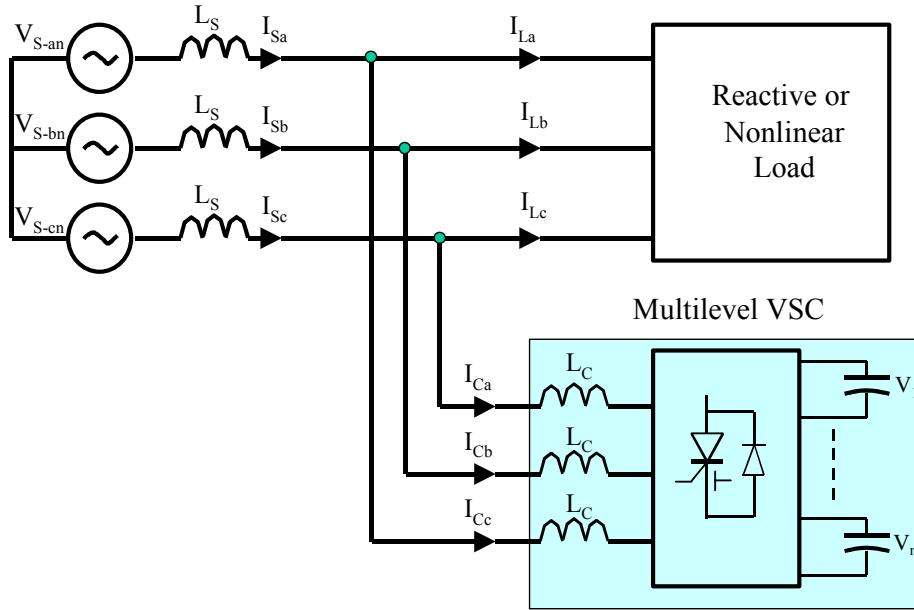 V_S-an
L_S
I_Sa
I_La
V_S-bn
L_S
I_Sb
I_Lb
V_S-cn
L_S
I_Sc
I_Lc
Reactive or
Nonlinear
Load
Multilevel VSC
I_Ca
L_C
I_Cb
L_C
I_Cc
L_C